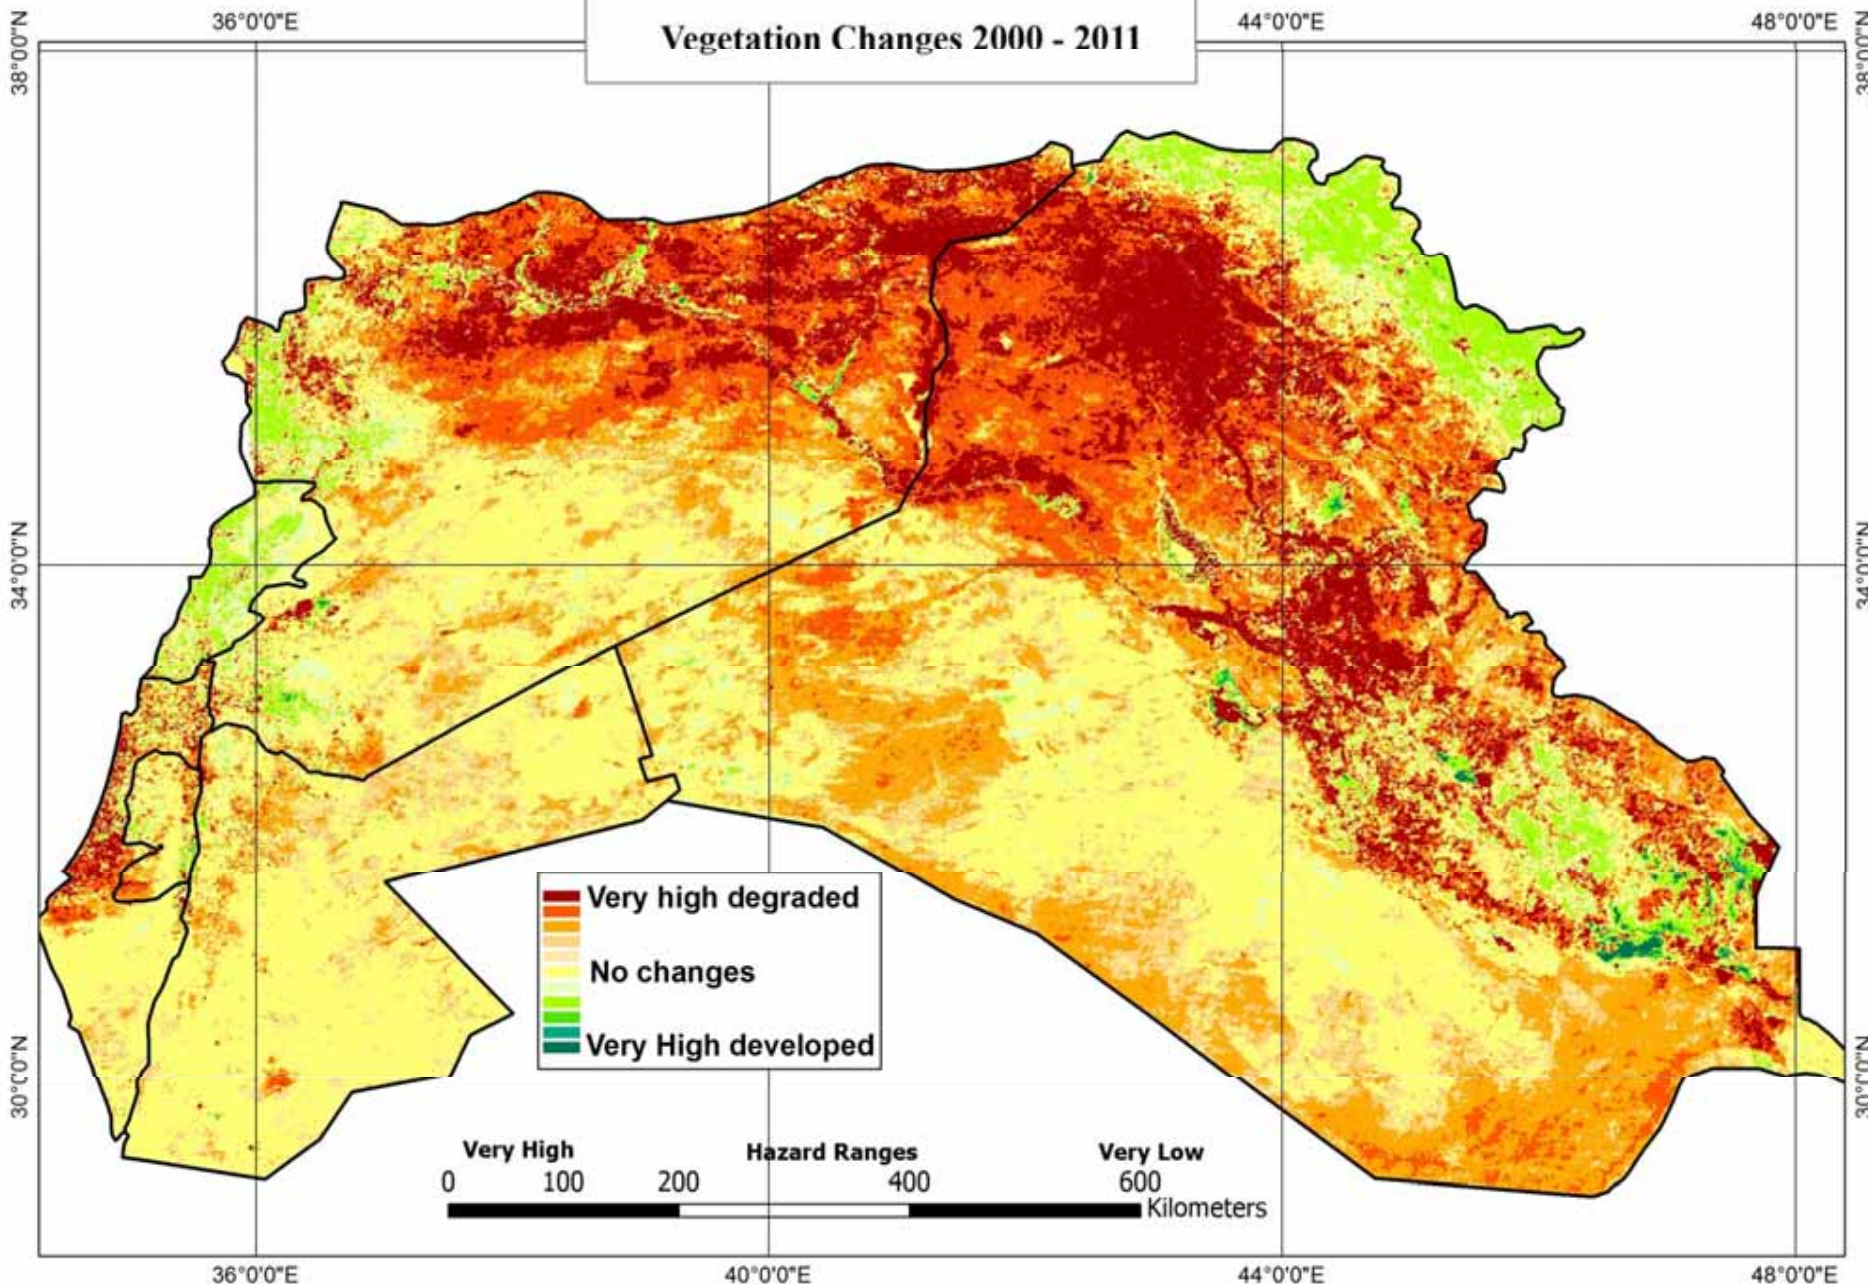 36°0'0"E
44°0'0"E
48°0'0"E
Vegetation Changes 2000 - 2011
38°0'0"N
38°0'0"N
34°0'0"N
34°0'0"N
Very high degraded
No changes
Very High developed
30°0'0"N
30°0'0"N
Very High Hazard Ranges Very Low
0 100 200 400 600
Kilometers
36°0'0"E
40°0'0"E
44°0'0"E
48°0'0"E